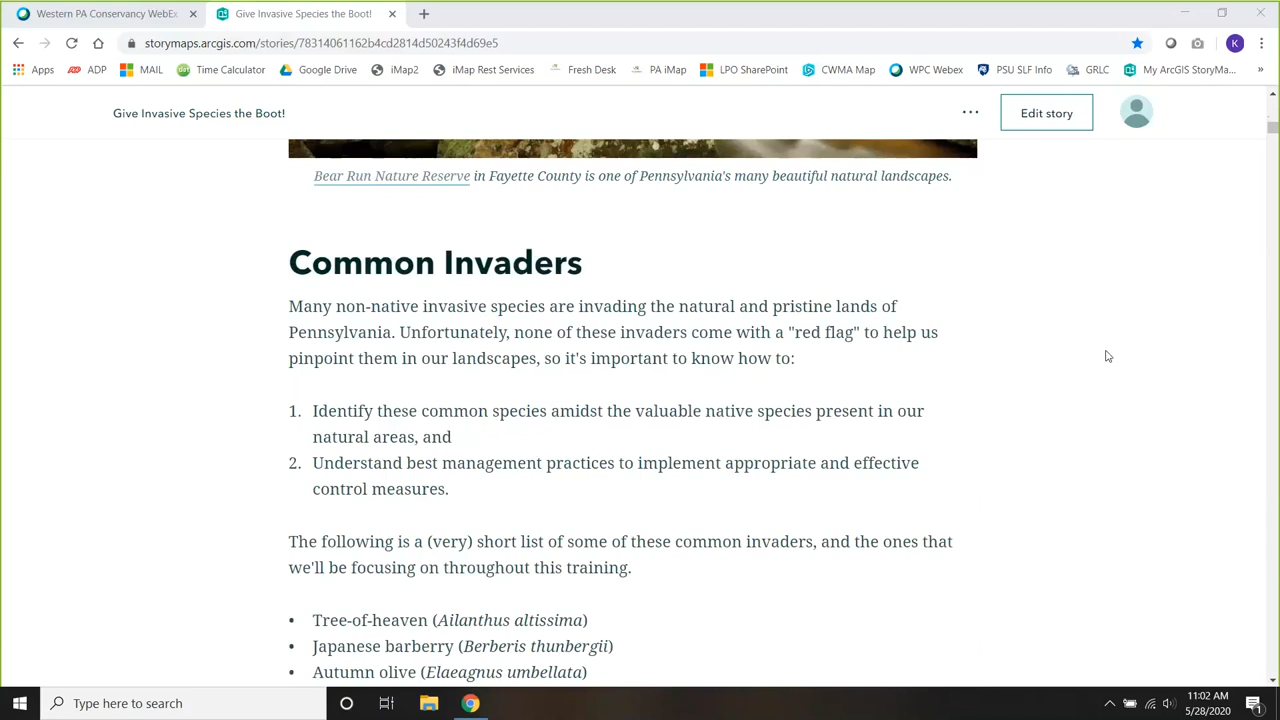 Western PA Conservancy WebEx
Give Invasive Species the Boot!
storymaps.arcgis.com/stories/78314061162b4cd2814d50243f4d69e5
K
Apps ADP MAIL Time Calculator Google Drive iMap2 iMap Rest Services Fresh Desk PA iMap LPO SharePoint CWMA Map WPC Webex PSU SLF Info GRLC My ArcGIS StoryMa... »
Give Invasive Species the Boot!
Edit story
Bear Run Nature Reserve in Fayette County is one of Pennsylvania's many beautiful natural landscapes.
Common Invaders
Many non-native invasive species are invading the natural and pristine lands of
Pennsylvania. Unfortunately, none of these invaders come with a "red flag" to help us
pinpoint them in our landscapes, so it's important to know how to:
1. Identify these common species amidst the valuable native species present in our
natural areas, and
2. Understand best management practices to implement appropriate and effective
control measures.
The following is a (very) short list of some of these common invaders, and the ones that
we'll be focusing on throughout this training.
• Tree-of-heaven (Ailanthus altissima)
• Japanese barberry (Berberis thunbergii)
• Autumn olive (Elaeagnus umbellata)
Type here to search
11:02 AM
5/28/2020
1